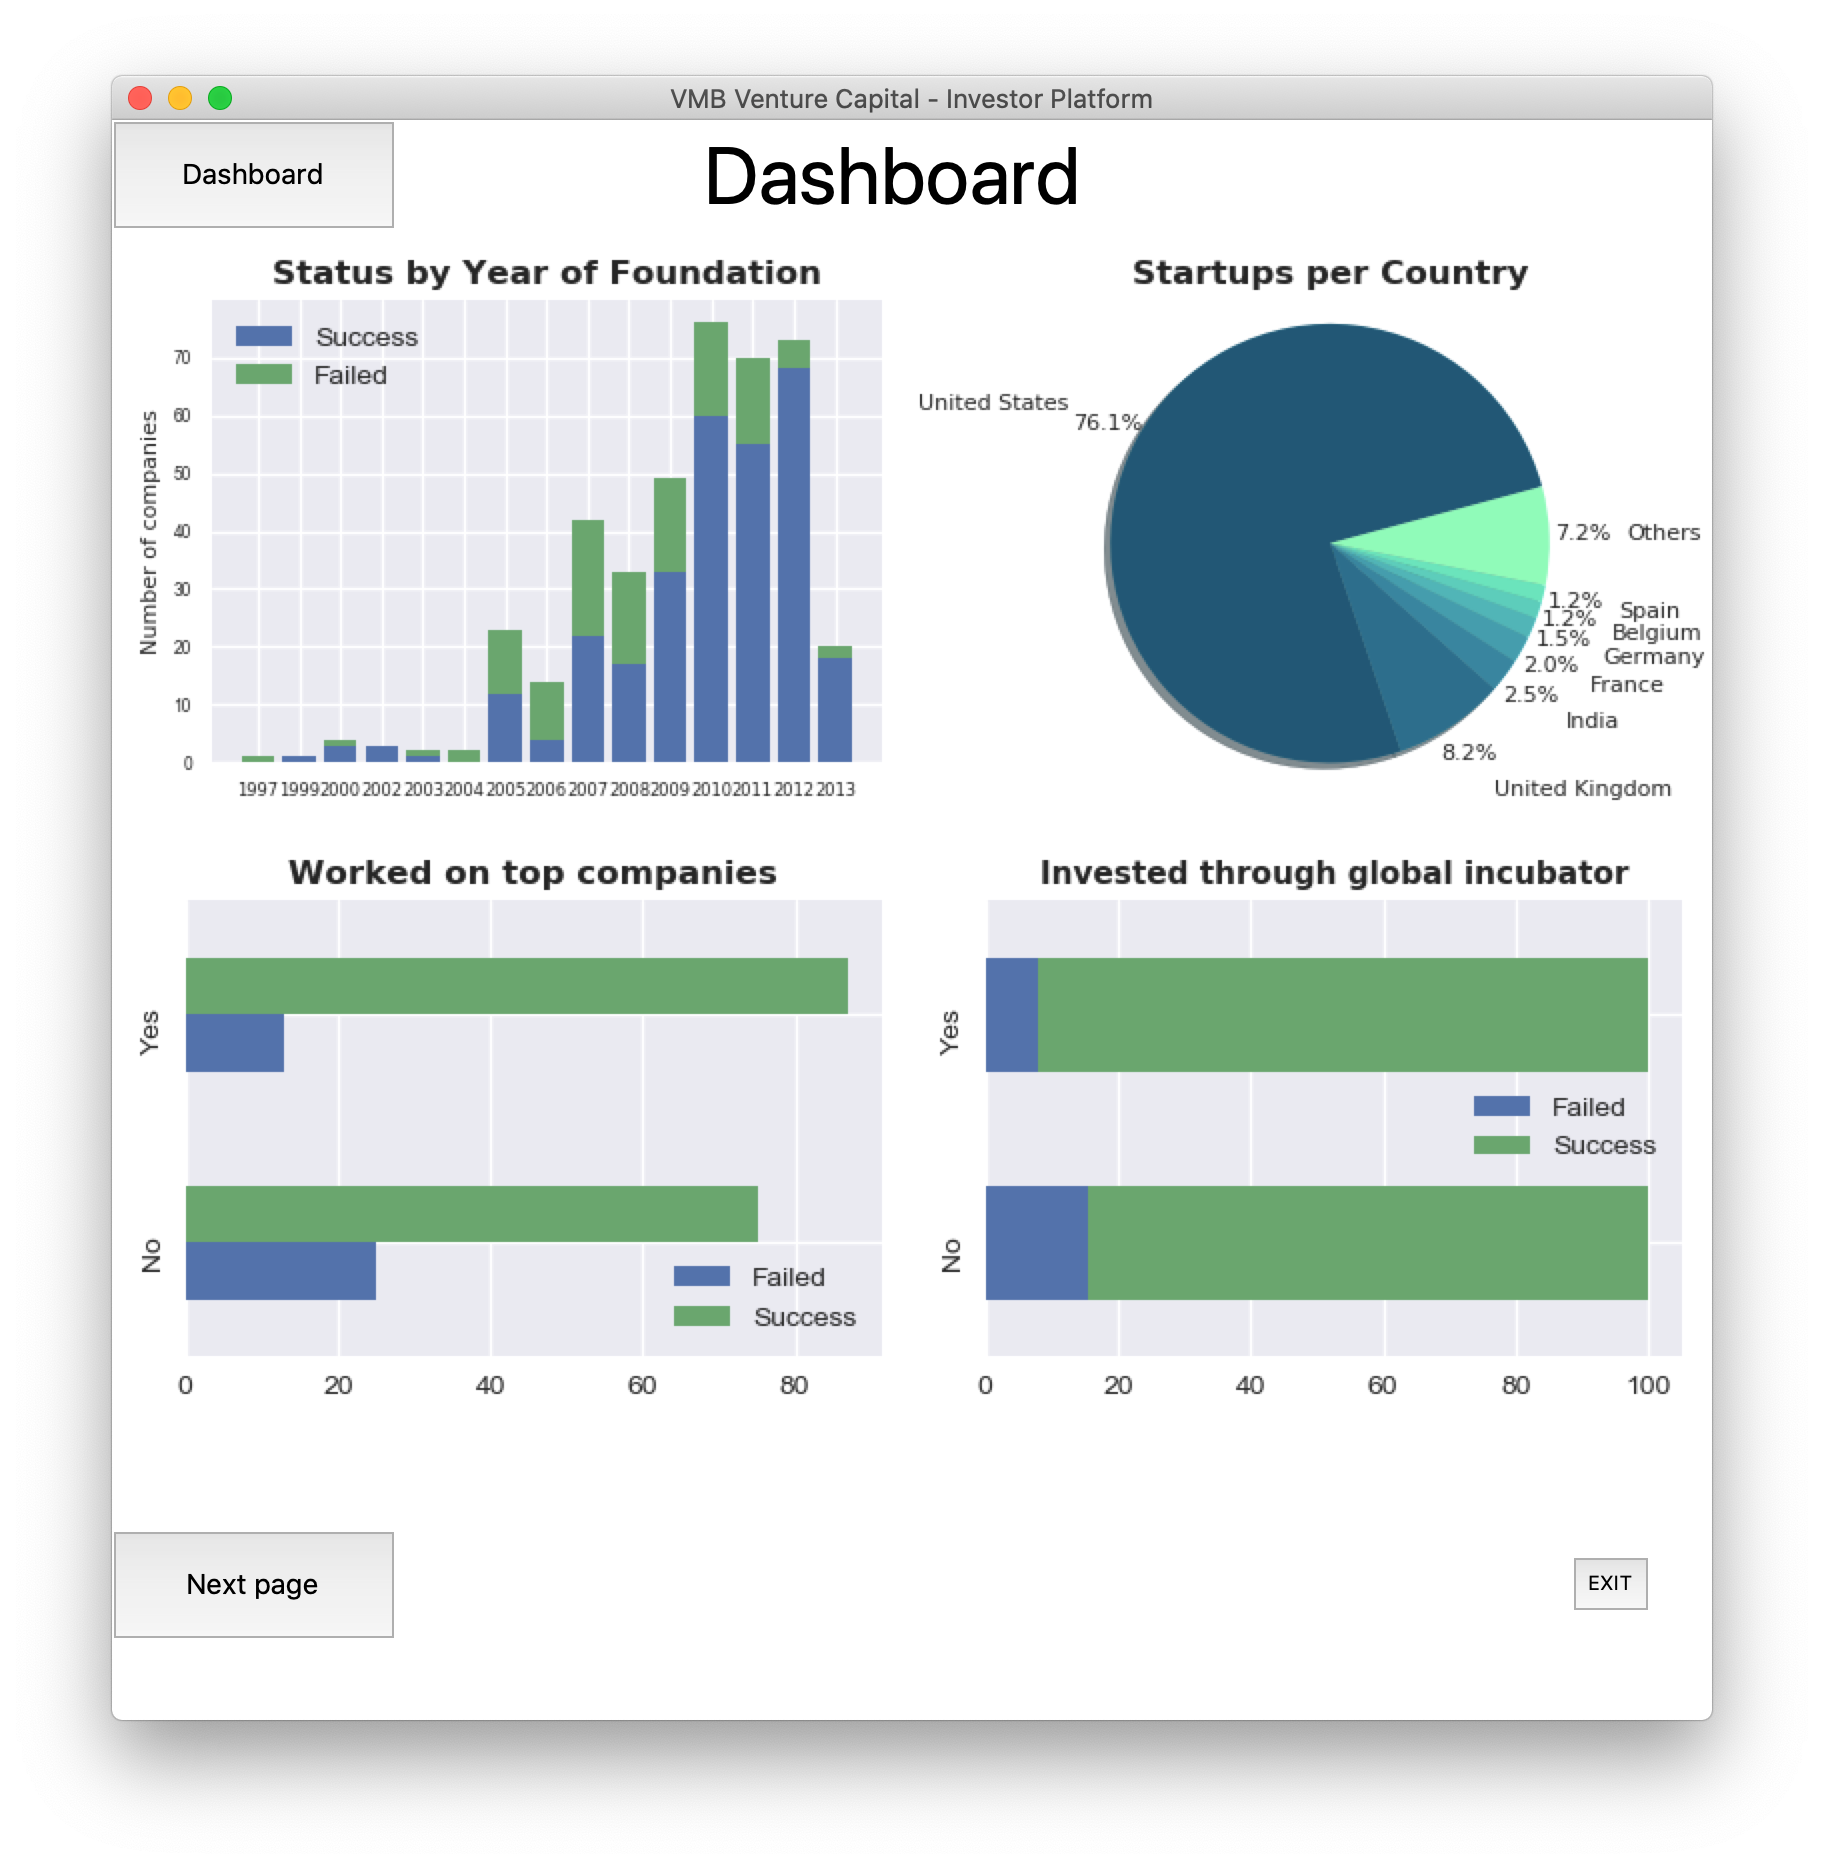 VMB Venture Capital - Investor Platform
Dashboard
Dashboard
Status by Year of Foundation
Success
Failed
Number of companies
70
60
50
40
30
20
10
0
1997 1999 2000 2002 2003 2004 2005 2006 2007 2008 2009 2010 2011 2012 2013
Startups per Country
United States
76.1%
7.2% Others
1.2% Spain
1.2% Belgium
1.5% Germany
2.0% France
2.5% India
8.2% United Kingdom
Worked on top companies
Yes
No
Failed
Success
0 20 40 60 80
Invested through global incubator
Yes
Failed
Success
No
0 20 40 60 80 100
Next page
EXIT